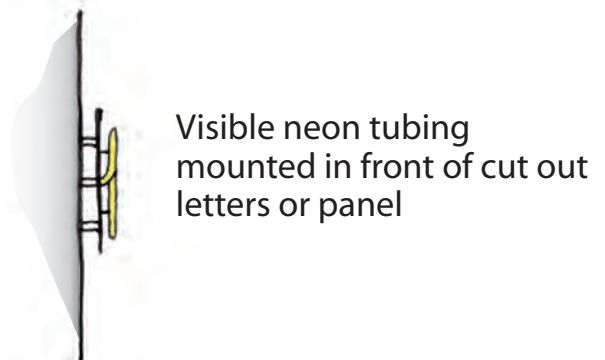 Visible neon tubing
mounted in front of cut out
letters or panel